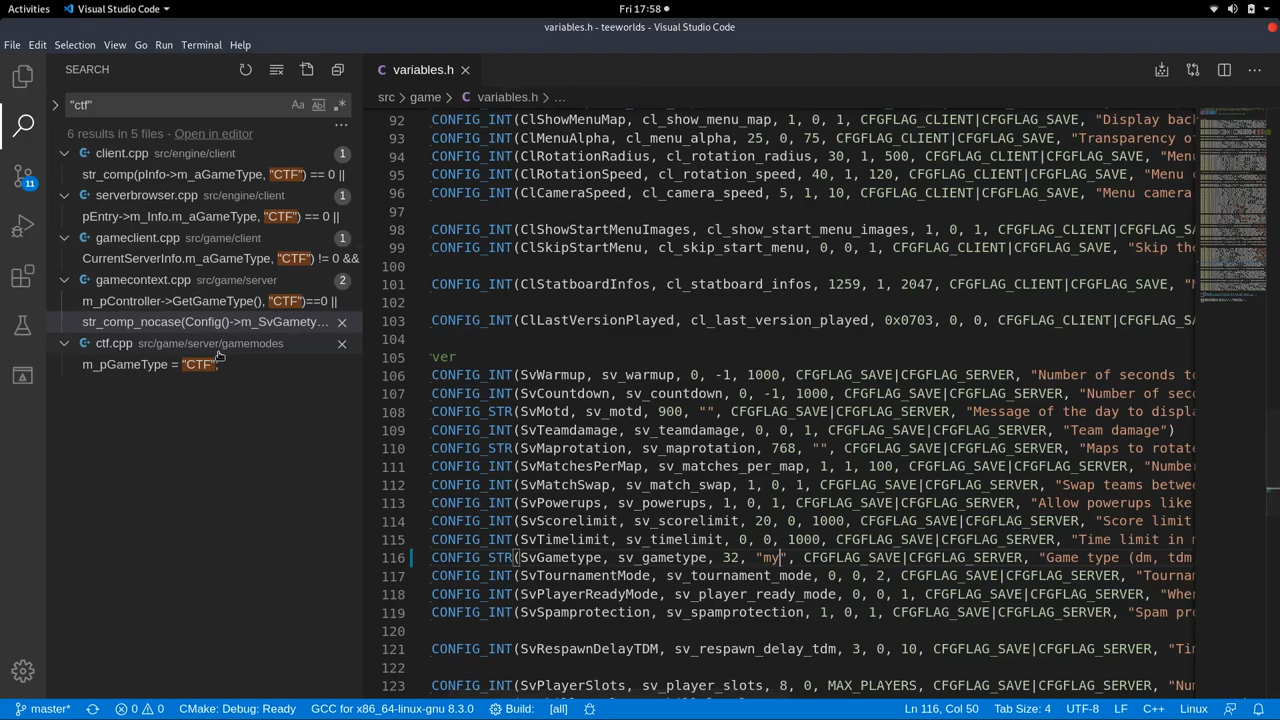 Activities Visual Studio Code Fri 17:58
variables.h - teeworlds - Visual Studio Code
File Edit Selection View Go Run Terminal Help
SEARCH
variables.h
"ctf"
Aa Abl .*
src > game > C variables.h > ...
6 results in 5 files - Open in editor
client.cpp src/engine/client 1
str_comp(pInfo->m_aGameType, "CTF") == 0 ||
serverbrowser.cpp src/engine/client 1
pEntry->m_Info.m_aGameType, "CTF") == 0 ||
gameclient.cpp src/game/client 1
CurrentServerInfo.m_aGameType, "CTF") != 0 &&
gamecontext.cpp src/game/server 2
m_pController->GetGameType(), "CTF")==0 ||
str_comp_nocase(Config()->m_SvGamety...
ctf.cpp src/game/server/gamemodes
m_pGameType = "CTF";
11
92 CONFIG_INT(ClShowMenuMap, cl_show_menu_map, 1, 0, 1, CFGFLAG_CLIENT|CFGFLAG_SAVE, "Display bac
93 CONFIG_INT(ClMenuAlpha, cl_menu_alpha, 25, 0, 75, CFGFLAG_CLIENT|CFGFLAG_SAVE, "Transparency o
94 CONFIG_INT(ClRotationRadius, cl_rotation_radius, 30, 1, 500, CFGFLAG_CLIENT|CFGFLAG_SAVE, "Menu
95 CONFIG_INT(ClRotationSpeed, cl_rotation_speed, 40, 1, 120, CFGFLAG_CLIENT|CFGFLAG_SAVE, "Menu c
96 CONFIG_INT(ClCameraSpeed, cl_camera_speed, 5, 1, 10, CFGFLAG_CLIENT|CFGFLAG_SAVE, "Menu camera
97
98 CONFIG_INT(ClShowStartMenuImages, cl_show_start_menu_images, 1, 0, 1, CFGFLAG_CLIENT|CFGFLAG_SA
99 CONFIG_INT(ClSkipStartMenu, cl_skip_start_menu, 0, 0, 1, CFGFLAG_CLIENT|CFGFLAG_SAVE, "Skip the
100
101 CONFIG_INT(ClStatboardInfos, cl_statboard_infos, 1259, 1, 2047, CFGFLAG_CLIENT|CFGFLAG_SAVE, "
102
103 CONFIG_INT(ClLastVersionPlayed, cl_last_version_played, 0x0703, 0, 0, CFGFLAG_CLIENT|CFGFLAG_SA
104
105 rver
106 CONFIG_INT(SvWarmup, sv_warmup, 0, -1, 1000, CFGFLAG_SAVE|CFGFLAG_SERVER, "Number of seconds to
107 CONFIG_INT(SvCountdown, sv_countdown, 0, -1, 1000, CFGFLAG_SAVE|CFGFLAG_SERVER, "Number of seco
108 CONFIG_STR(SvMotd, sv_motd, 900, "", CFGFLAG_SAVE|CFGFLAG_SERVER, "Message of the day to displa
109 CONFIG_INT(SvTeamdamage, sv_teamdamage, 0, 0, 1, CFGFLAG_SAVE|CFGFLAG_SERVER, "Team damage")
110 CONFIG_STR(SvMaprotation, sv_maprotation, 768, "", CFGFLAG_SAVE|CFGFLAG_SERVER, "Maps to rotate
111 CONFIG_INT(SvMatchesPerMap, sv_matches_per_map, 1, 1, 100, CFGFLAG_SAVE|CFGFLAG_SERVER, "Number
112 CONFIG_INT(SvMatchSwap, sv_match_swap, 1, 0, 1, CFGFLAG_SAVE|CFGFLAG_SERVER, "Swap teams betwee
113 CONFIG_INT(SvPowerups, sv_powerups, 1, 0, 1, CFGFLAG_SAVE|CFGFLAG_SERVER, "Allow powerups like
114 CONFIG_INT(SvScorelimit, sv_scorelimit, 20, 0, 1000, CFGFLAG_SAVE|CFGFLAG_SERVER, "Score limit
115 CONFIG_INT(SvTimelimit, sv_timelimit, 0, 0, 1000, CFGFLAG_SAVE|CFGFLAG_SERVER, "Time limit in m
116 CONFIG_STR(SvGametype, sv_gametype, 32, "my", CFGFLAG_SAVE|CFGFLAG_SERVER, "Game type (dm, tdm
117 CONFIG_INT(SvTournamentMode, sv_tournament_mode, 0, 0, 2, CFGFLAG_SAVE|CFGFLAG_SERVER, "Tournam
118 CONFIG_INT(SvPlayerReadyMode, sv_player_ready_mode, 0, 0, 1, CFGFLAG_SAVE|CFGFLAG_SERVER, "When
119 CONFIG_INT(SvSpamprotection, sv_spamprotection, 1, 0, 1, CFGFLAG_SAVE|CFGFLAG_SERVER, "Spam pro
120
121 CONFIG_INT(SvRespawnDelayTDM, sv_respawn_delay_tdm, 3, 0, 10, CFGFLAG_SAVE|CFGFLAG_SERVER, "Tim
122
123 CONFIG_INT(SvPlayerSlots, sv_player_slots, 8, 0, MAX_PLAYERS, CFGFLAG_SAVE|CFGFLAG_SERVER, "Num
master* 0 0 CMake: Debug: Ready GCC for x86_64-linux-gnu 8.3.0 Build: [all] Ln 116, Col 50 Tab Size: 4 UTF-8 LF C++ Linux